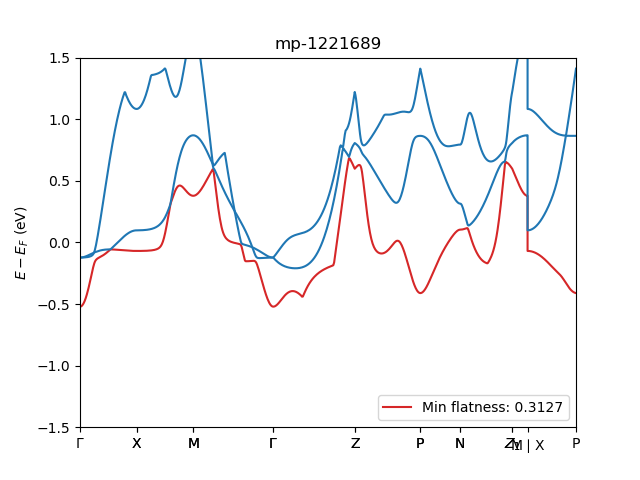 mp-1221689
E − E_F (eV)
1.5
1.0
0.5
0.0
−0.5
−1.0
−1.5
Min flatness: 0.3127
Γ X M Γ Z P N M | X P